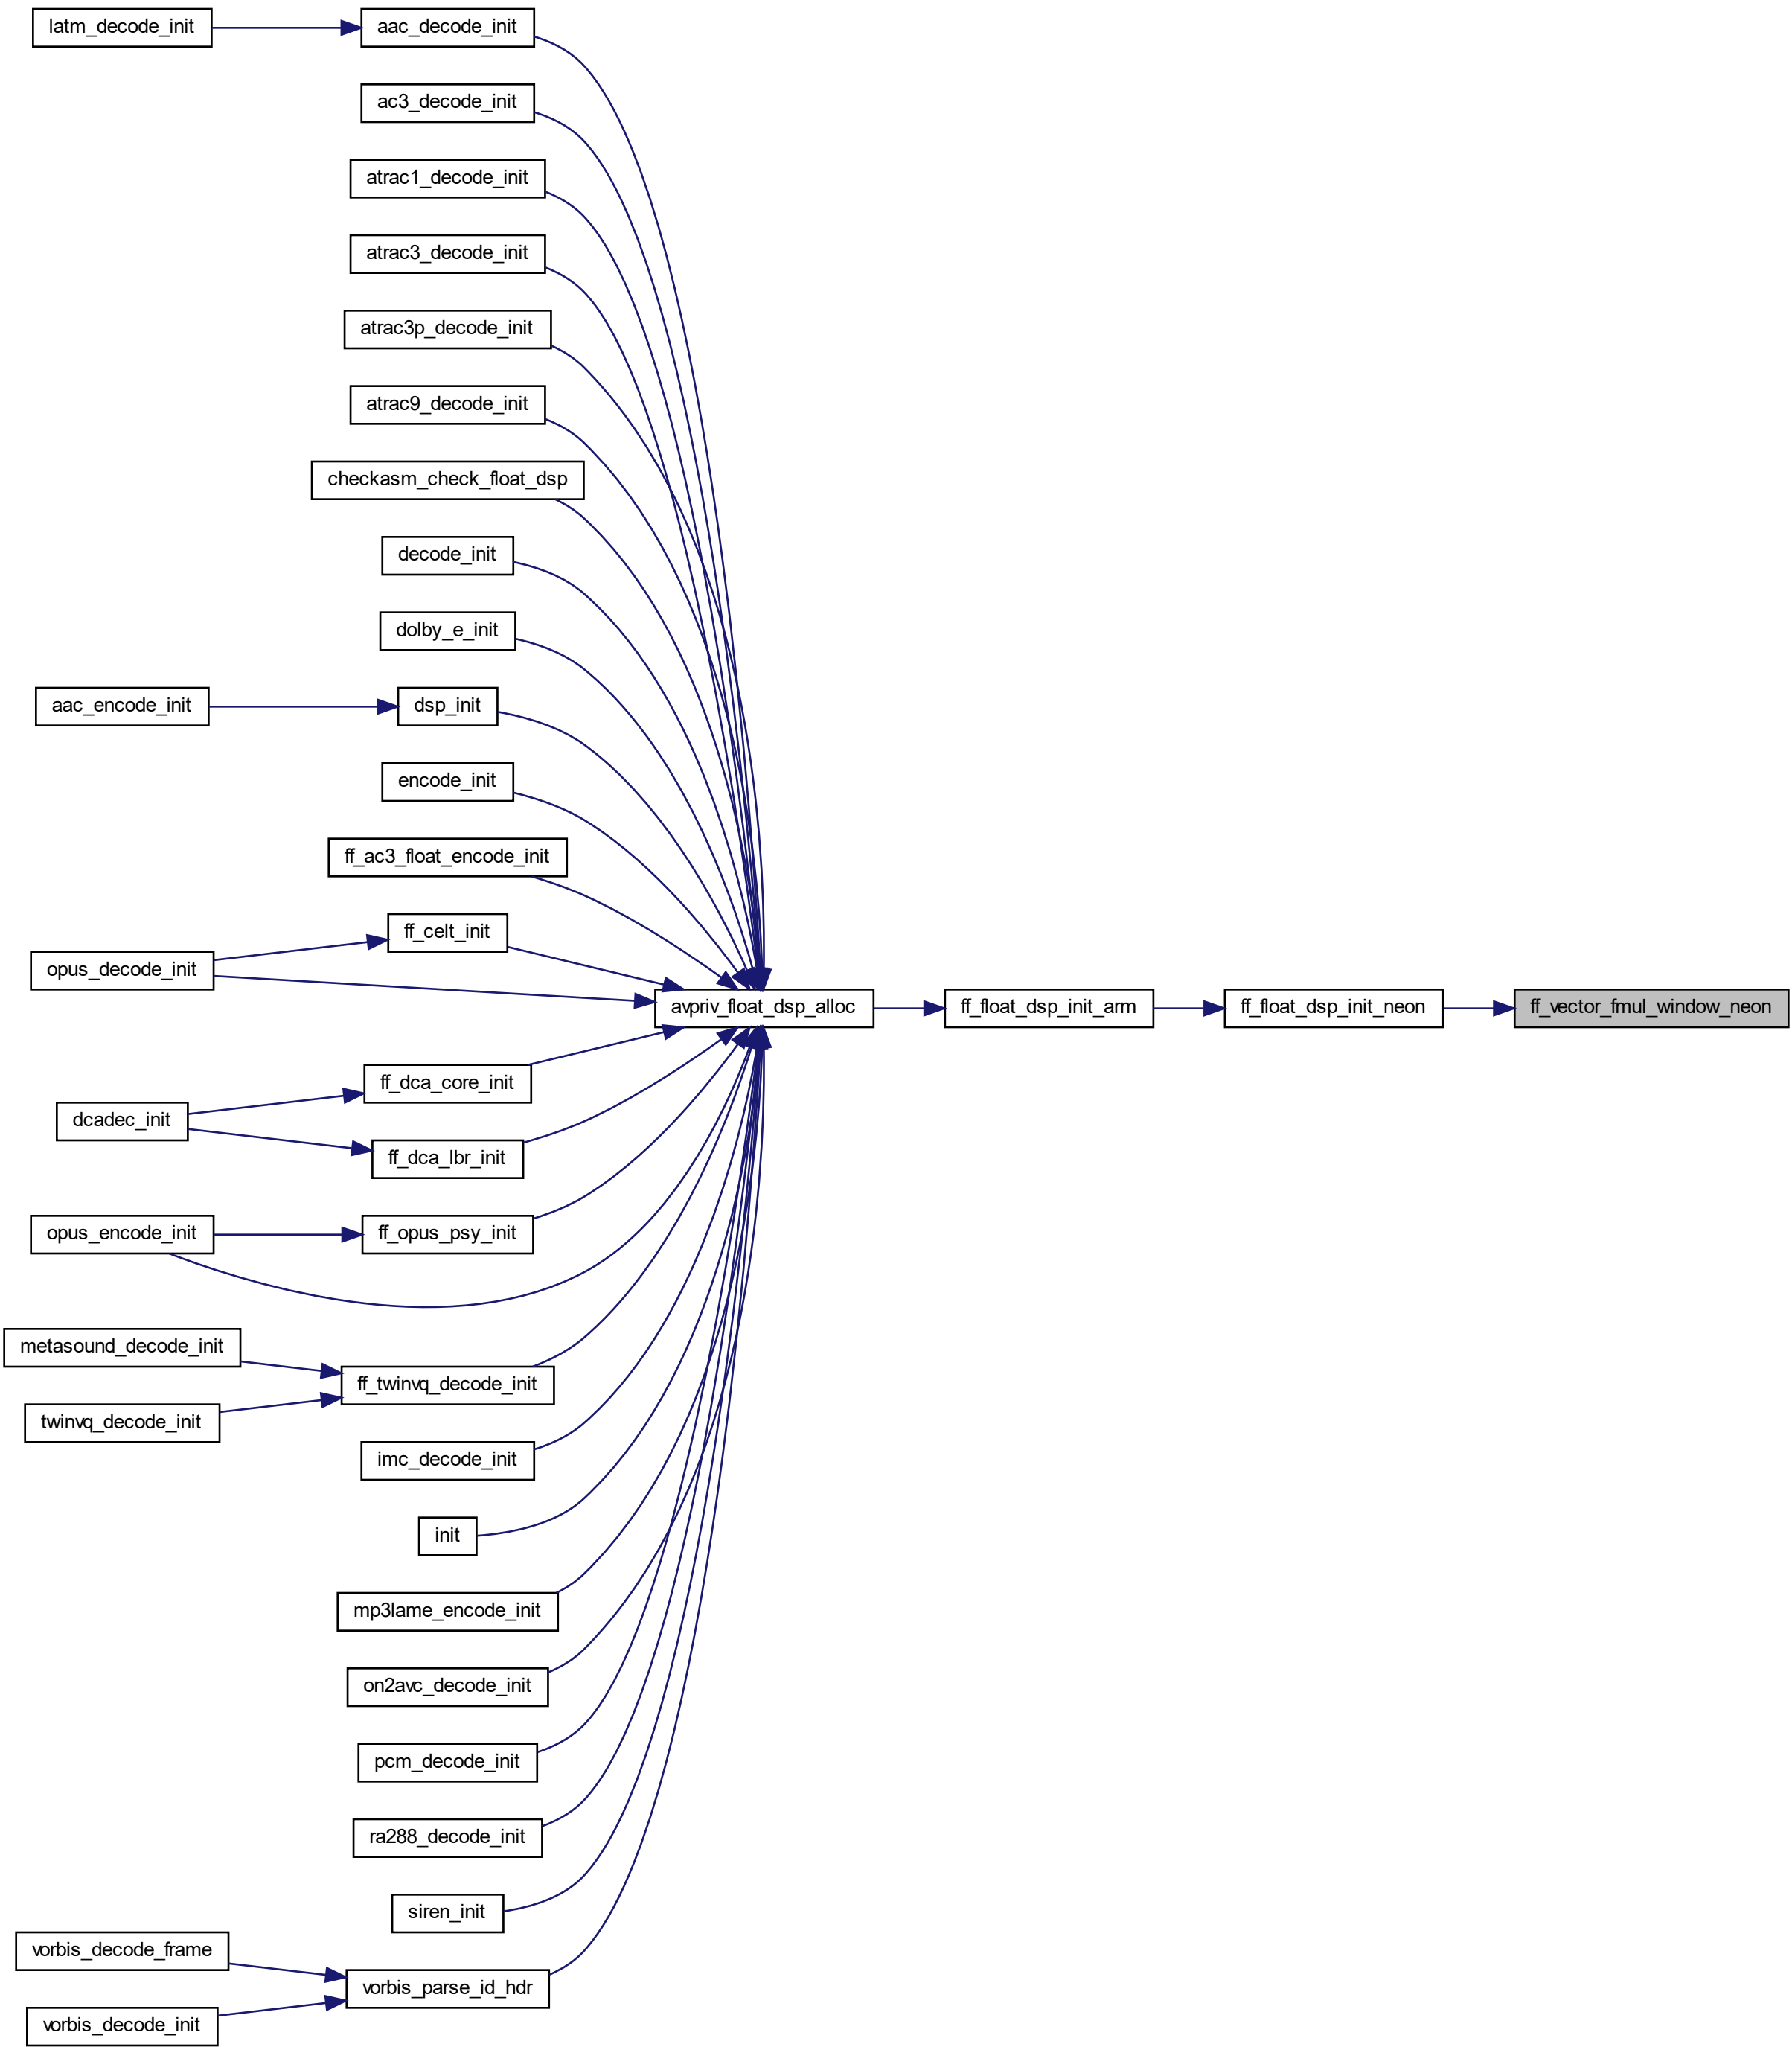 latm_decode_init
aac_decode_init
ac3_decode_init
atrac1_decode_init
atrac3_decode_init
atrac3p_decode_init
atrac9_decode_init
checkasm_check_float_dsp
decode_init
dolby_e_init
aac_encode_init
dsp_init
encode_init
ff_ac3_float_encode_init
ff_celt_init
opus_decode_init
avpriv_float_dsp_alloc
ff_float_dsp_init_arm
ff_float_dsp_init_neon
ff_vector_fmul_window_neon
ff_dca_core_init
dcadec_init
ff_dca_lbr_init
opus_encode_init
ff_opus_psy_init
metasound_decode_init
ff_twinvq_decode_init
twinvq_decode_init
imc_decode_init
init
mp3lame_encode_init
on2avc_decode_init
pcm_decode_init
ra288_decode_init
siren_init
vorbis_decode_frame
vorbis_parse_id_hdr
vorbis_decode_init